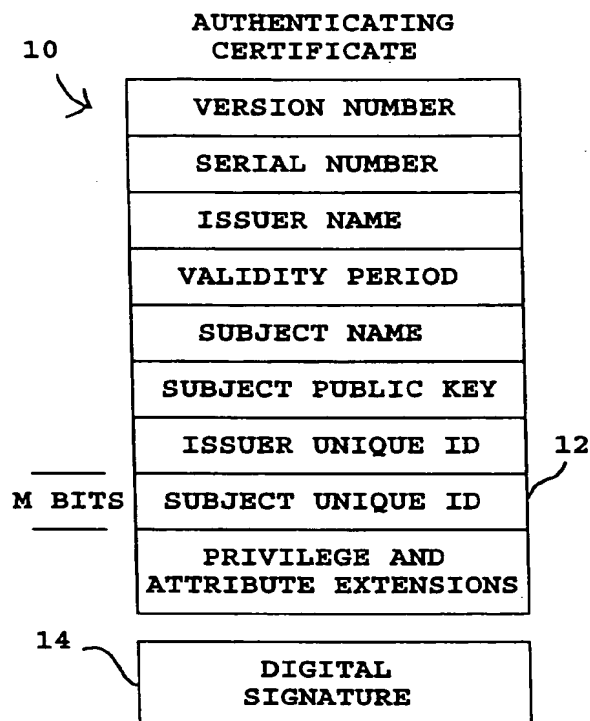 AUTHENTICATING
CERTIFICATE
10
VERSION NUMBER
SERIAL NUMBER
ISSUER NAME
VALIDITY PERIOD
SUBJECT NAME
SUBJECT PUBLIC KEY
ISSUER UNIQUE ID
12
M BITS
SUBJECT UNIQUE ID
PRIVILEGE AND
ATTRIBUTE EXTENSIONS
14
DIGITAL
SIGNATURE